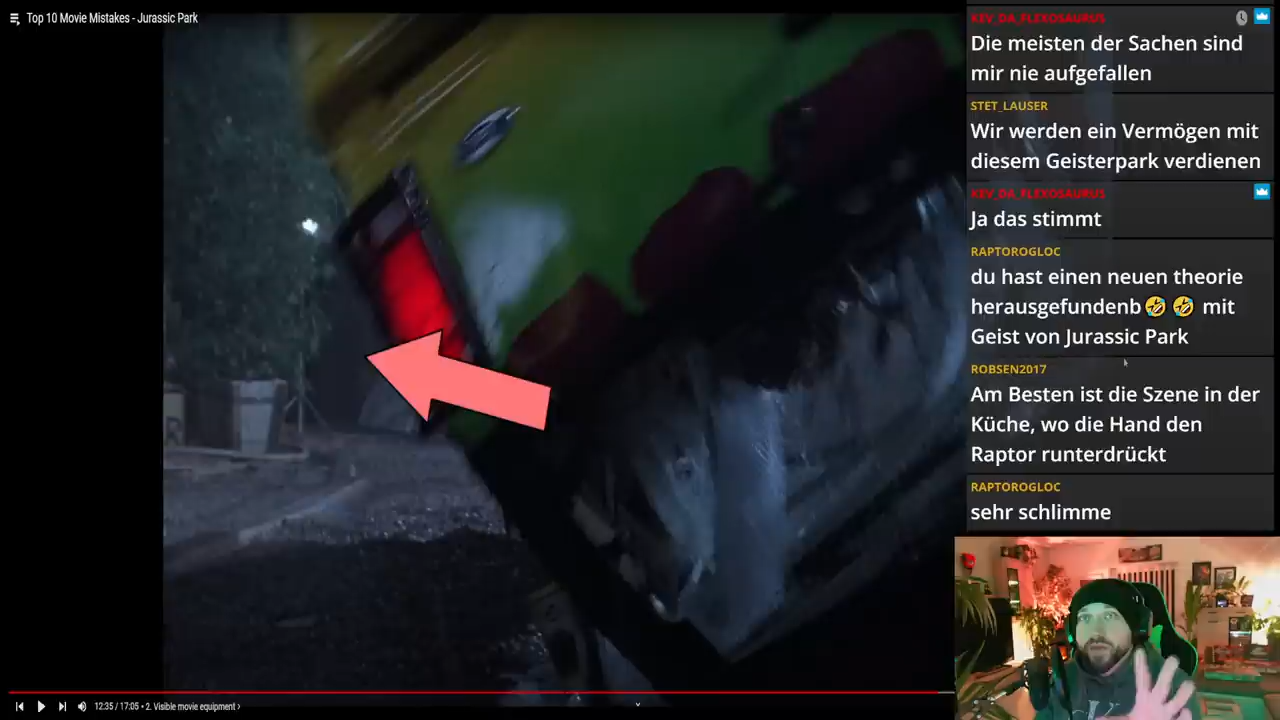 Top 10 Movie Mistakes - Jurassic Park
KEV_DA_FLEXOSAURUS
Die meisten der Sachen sind
mir nie aufgefallen
STET_LAUSER
Wir werden ein Vermögen mit
diesem Geisterpark verdienen
KEV_DA_FLEXOSAURUS
Ja das stimmt
RAPTOROGLOC
du hast einen neuen theorie
herausgefundenb🤣 🤣 mit
Geist von Jurassic Park
ROBSEN2017
Am Besten ist die Szene in der
Küche, wo die Hand den
Raptor runterdrückt
RAPTOROGLOC
sehr schlimme
12:35 / 17:05 • 2. Visible movie equipment ›